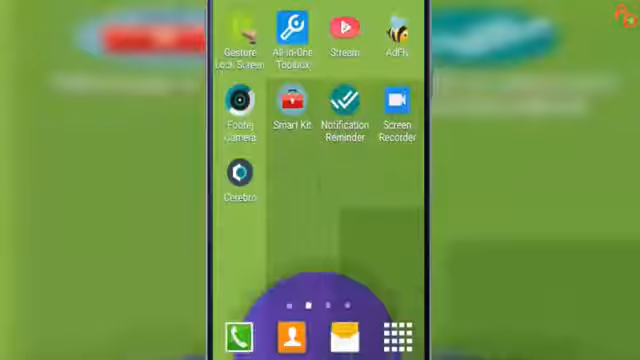 Gesture
Lock Screen
All-In-One
Toolbox
Stream
Adfly
Footej
Camera
Smart Kit
Notification
Reminder
Screen
Recorder
Cerebro